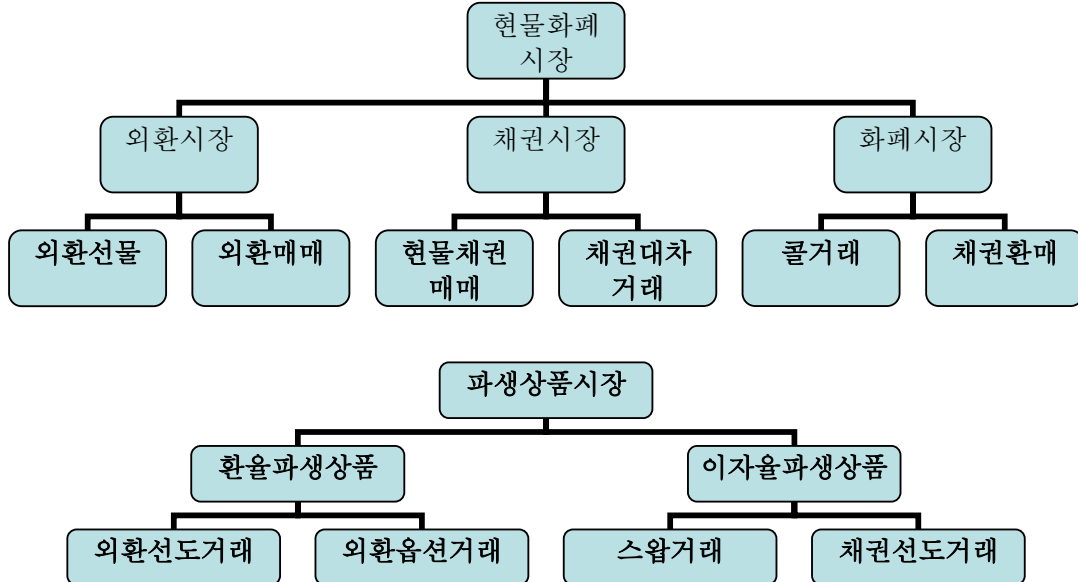 현물화폐
시장
외환시장
채권시장
화폐시장
외환선물
외환매매
현물채권
매매
채권대차
거래
콜거래
채권환매
파생상품시장
환율파생상품
이자율파생상품
외환선도거래
외환옵션거래
스왑거래
채권선도거래